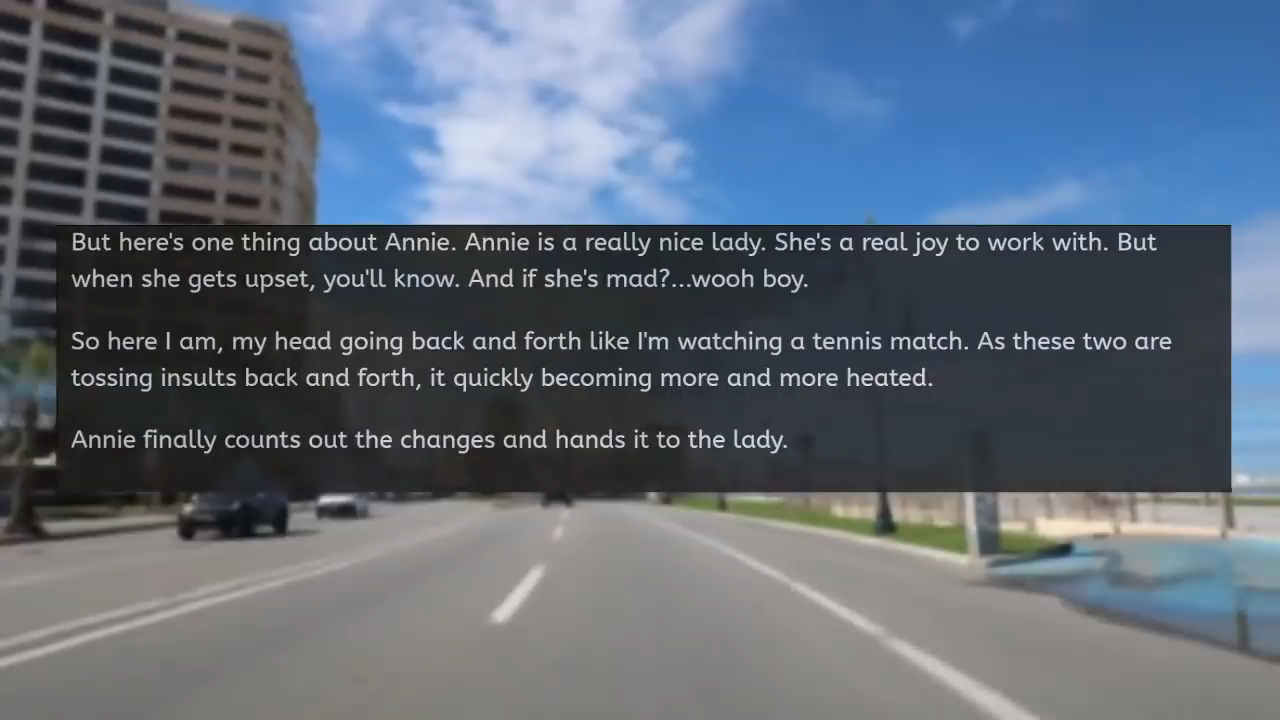 But here's one thing about Annie. Annie is a really nice lady. She's a real joy to work with. But
when she gets upset, you'll know. And if she's mad?...wooh boy.
So here I am, my head going back and forth like I'm watching a tennis match. As these two are
tossing insults back and forth, it quickly becoming more and more heated.
Annie finally counts out the changes and hands it to the lady.